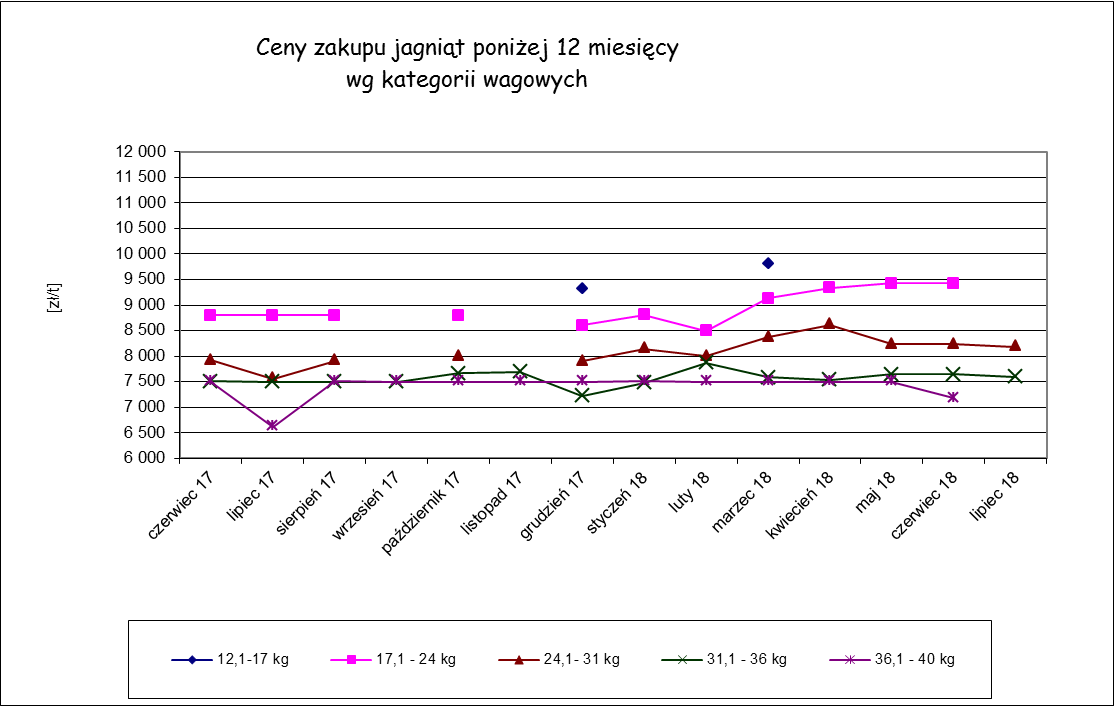 Ceny zakupu jagniąt poniżej 12 miesięcy
wg kategorii wagowych
12 000
11 500
11 000
10 500
10 000
9 500
9 000
8 500
8 000
7 500
7 000
6 500
6 000
[zł/t]
czerwiec 17
lipiec 17
sierpień 17
wrzesień 17
październik 17
listopad 17
grudzień 17
styczeń 18
luty 18
marzec 18
kwiecień 18
maj 18
czerwiec 18
lipiec 18
12,1-17 kg
17,1 - 24 kg
24,1- 31 kg
31,1 - 36 kg
36,1 - 40 kg